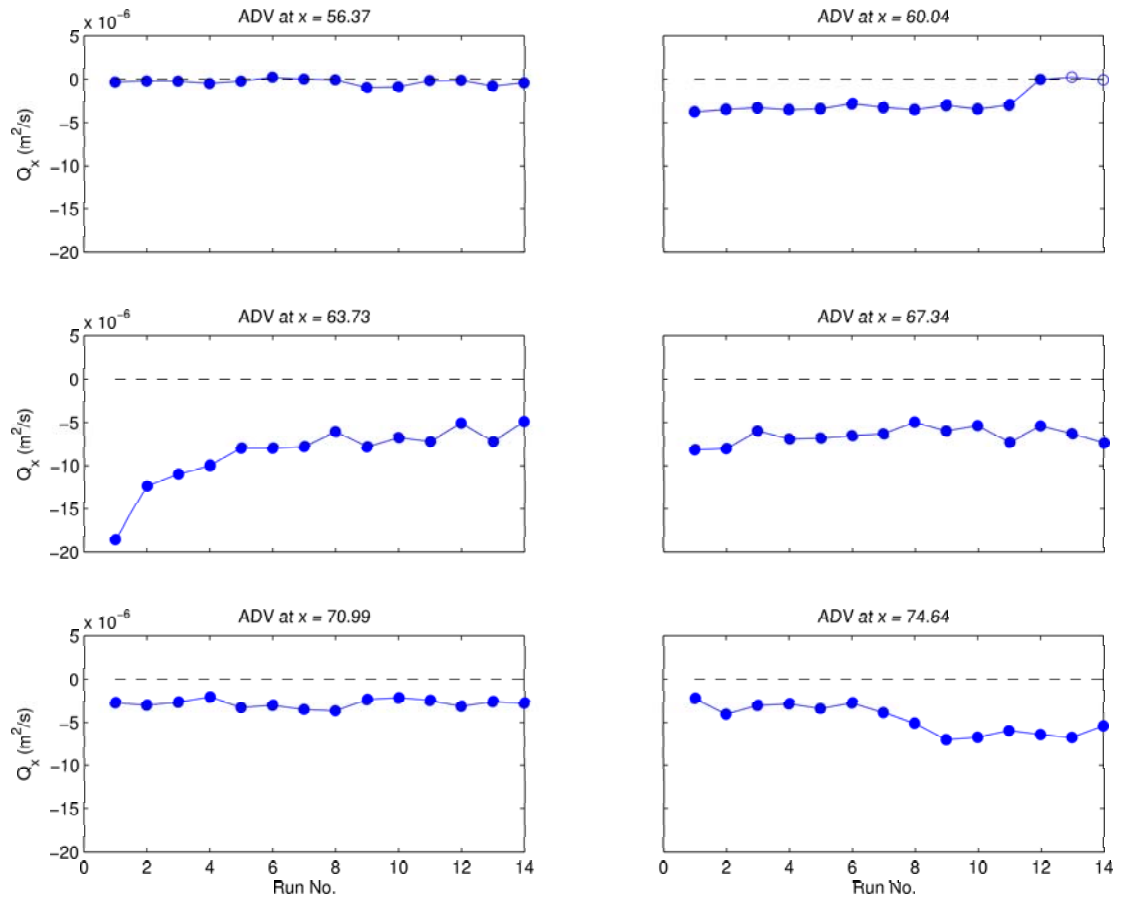 ADV at x = 56.37
ADV at x = 60.04
x 10⁻⁶
5
0
−5
−10
−15
−20
Qₓ (m²/s)
ADV at x = 63.73
ADV at x = 67.34
x 10⁻⁶
5
0
−5
−10
−15
−20
Qₓ (m²/s)
ADV at x = 70.99
ADV at x = 74.64
x 10⁻⁶
5
0
−5
−10
−15
−20
Qₓ (m²/s)
0 2 4 6 8 10 12 14
Run No.
0 2 4 6 8 10 12 14
Run No.